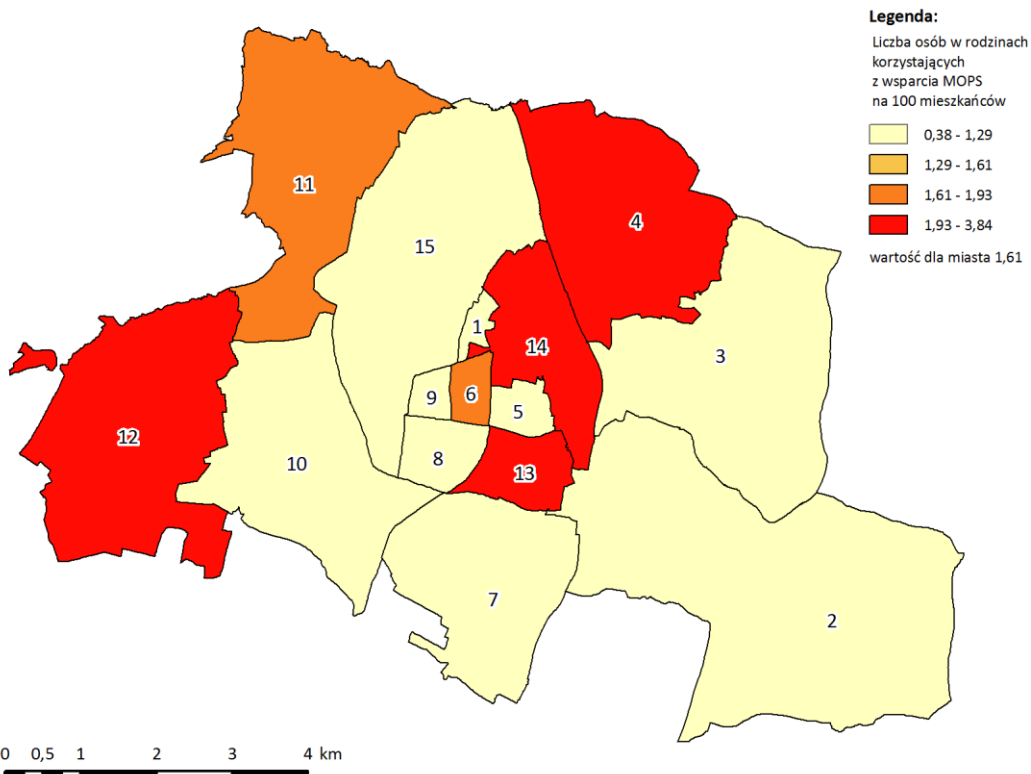 Legenda:
Liczba osób w rodzinach
korzystających
z wsparcia MOPS
na 100 mieszkańców
0,38 - 1,29
1,29 - 1,61
1,61 - 1,93
1,93 - 3,84
wartość dla miasta 1,61
11
15
4
1
14
3
6
9
5
12
8
10
13
7
2
0 0,5 1 2 3 4 km